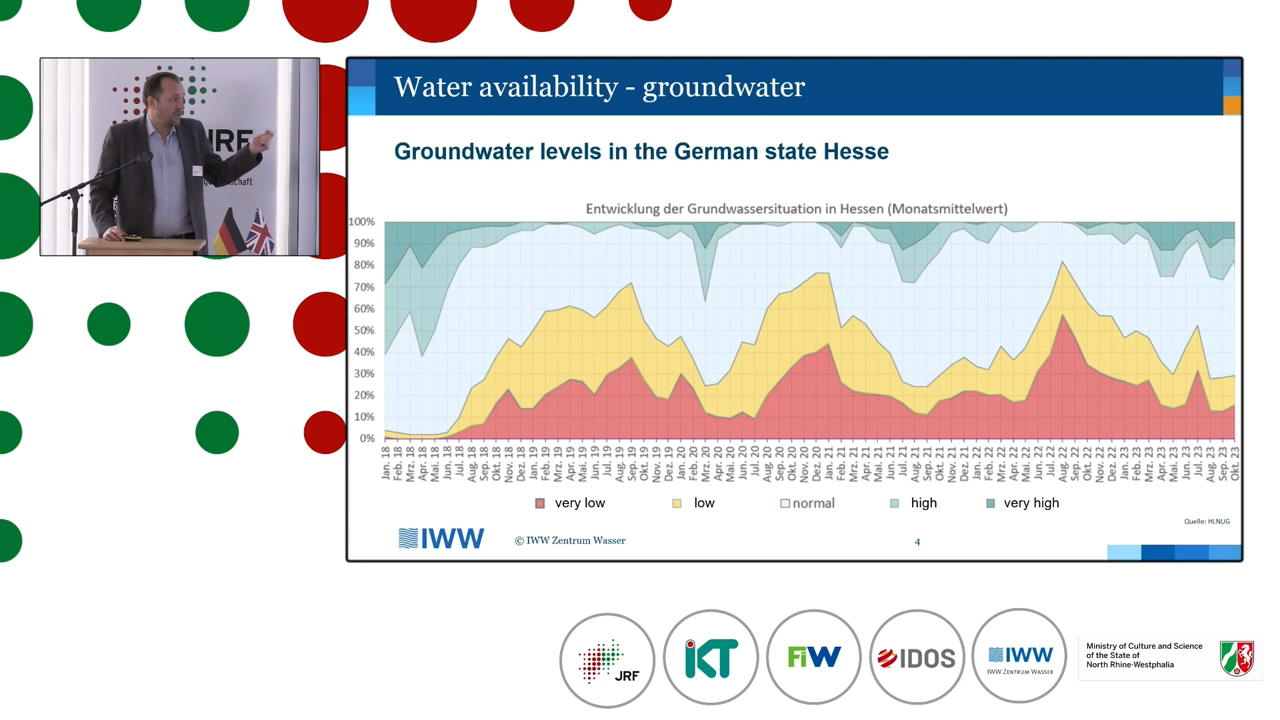 JRF
schaft
Water availability - groundwater
Groundwater levels in the German state Hesse
Entwicklung der Grundwassersituation in Hessen (Monatsmittelwert)
100%
90%
80%
70%
60%
50%
40%
30%
20%
10%
0%
Jan. 18
Feb. 18
Mrz. 18
Apr. 18
Mai. 18
Jun. 18
Jul. 18
Aug. 18
Sep. 18
Okt. 18
Nov. 18
Dez. 18
Jan. 19
Feb. 19
Mrz. 19
Apr. 19
Mai. 19
Jun. 19
Jul. 19
Aug. 19
Sep. 19
Okt. 19
Nov. 19
Dez. 19
Jan. 20
Feb. 20
Mrz. 20
Apr. 20
Mai. 20
Jun. 20
Jul. 20
Aug. 20
Sep. 20
Okt. 20
Nov. 20
Dez. 20
Jan. 21
Feb. 21
Mrz. 21
Apr. 21
Mai. 21
Jun. 21
Jul. 21
Aug. 21
Sep. 21
Okt. 21
Nov. 21
Dez. 21
Jan. 22
Feb. 22
Mrz. 22
Apr. 22
Mai. 22
Jun. 22
Jul. 22
Aug. 22
Sep. 22
Okt. 22
Nov. 22
Dez. 22
Jan. 23
Feb. 23
Mrz. 23
Apr. 23
Mai. 23
Jun. 23
Jul. 23
Aug. 23
Sep. 23
Okt. 23
very low low normal high very high
Quelle: HLNUG
IWW © IWW Zentrum Wasser 4
JRF
iKT
FiW
IDOS
IWW
IWW ZENTRUM WASSER
Ministry of Culture and Science
of the State of
North Rhine-Westphalia